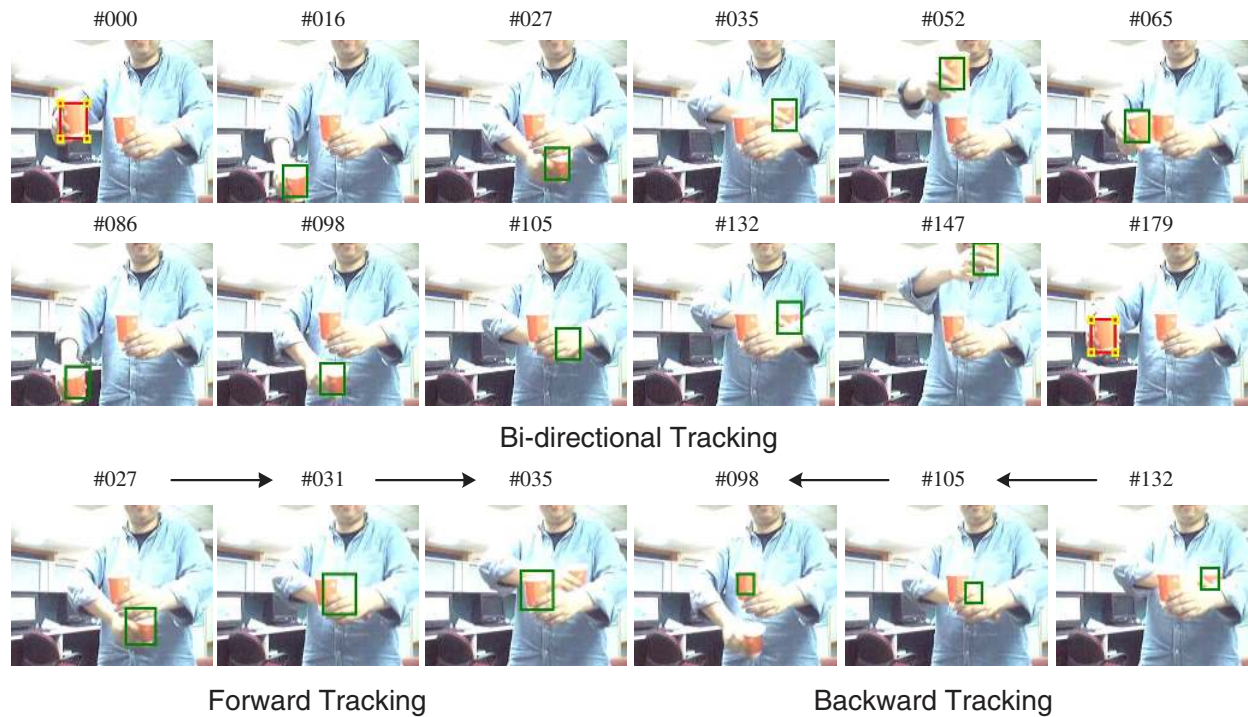 #000 #016 #027 #035 #052 #065
#086 #098 #105 #132 #147 #179
Bi-directional Tracking
#027 #031 #035 #098 #105 #132
Forward Tracking Backward Tracking